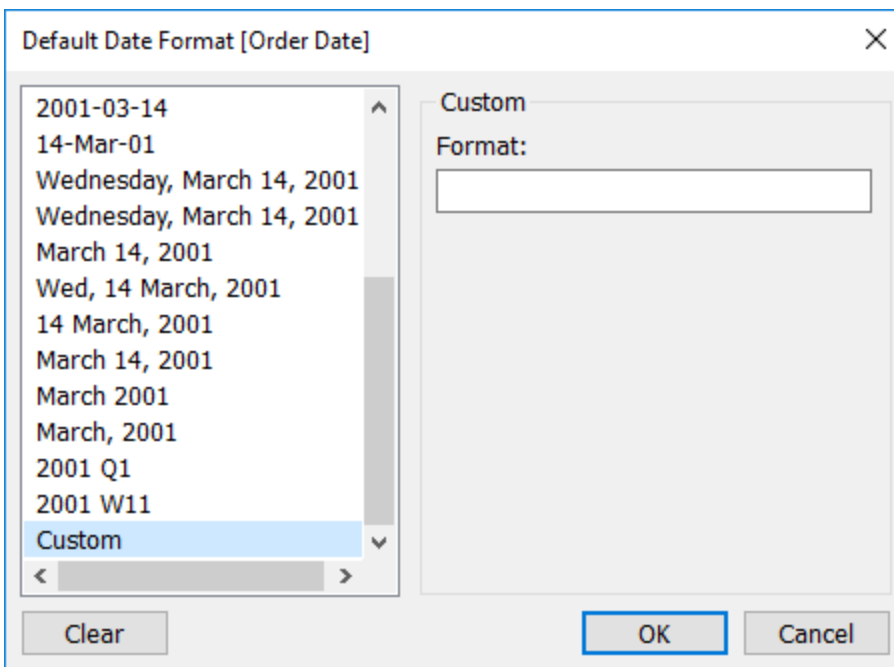 Default Date Format [Order Date]
2001-03-14
14-Mar-01
Wednesday, March 14, 2001
Wednesday, March 14, 2001
March 14, 2001
Wed, 14 March, 2001
14 March, 2001
March 14, 2001
March 2001
March, 2001
2001 Q1
2001 W11
Custom
Custom
Format:
Clear
OK
Cancel